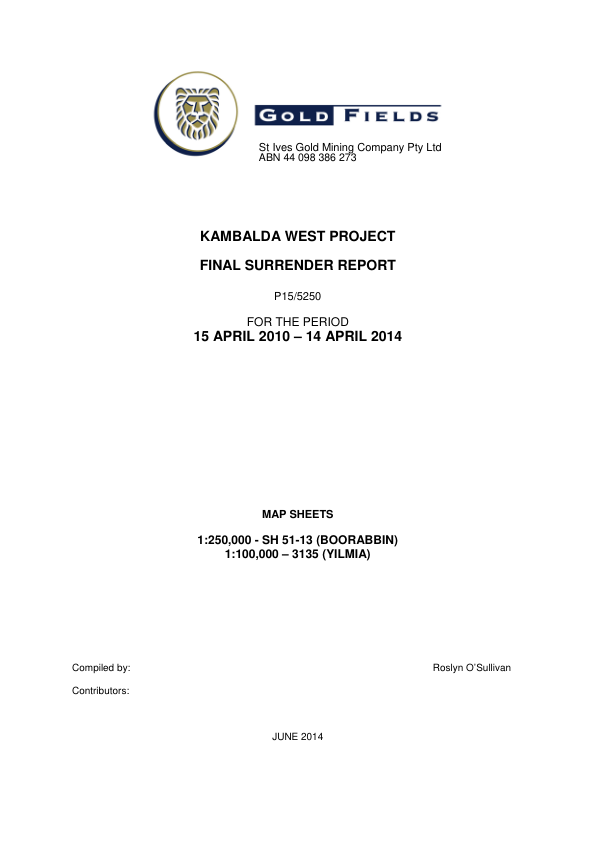 GOLD FIELDS
St Ives Gold Mining Company Pty Ltd
ABN 44 098 386 273
KAMBALDA WEST PROJECT
FINAL SURRENDER REPORT
P15/5250
FOR THE PERIOD
15 APRIL 2010 – 14 APRIL 2014
MAP SHEETS
1:250,000 - SH 51-13 (BOORABBIN)
1:100,000 – 3135 (YILMIA)
Compiled by: Roslyn O'Sullivan
Contributors:
JUNE 2014